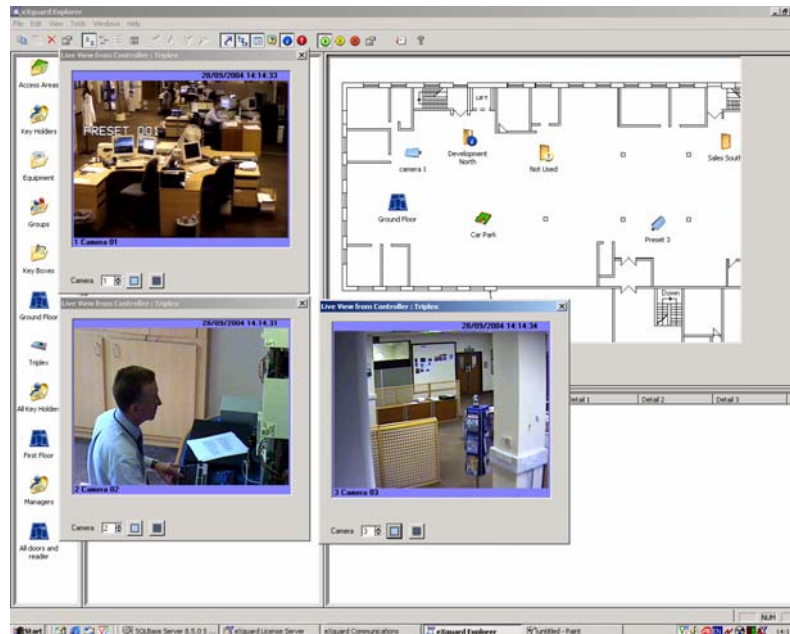 eXguard Explorer
File Edit View Tools Windows Help
Live View from Controller : Triplex
28/09/2004 14:14:33
PRESET 001
1 Camera 01
Camera 1
Live View from Controller : Triplex
28/09/2004 14:14:31
2 Camera 02
Camera 2
Live View from Controller : Triplex
28/09/2004 14:14:34
3 Camera 03
Camera 3
Access Areas
Key Holders
Equipment
Groups
Key Boxes
Ground Floor
Triplex
All Key Holder
First Floor
Managers
All doors and
reader
LIFT
camera 1
Development
North
Not Used
Sales South
Ground Floor
Car Park
Preset 3
Down
Detail 1 Detail 2 Detail 3
NUM
Start SQLBase Server 8.5.0 S ... eXguard License Server eXguard Communications eXguard Explorer untitled - Paint